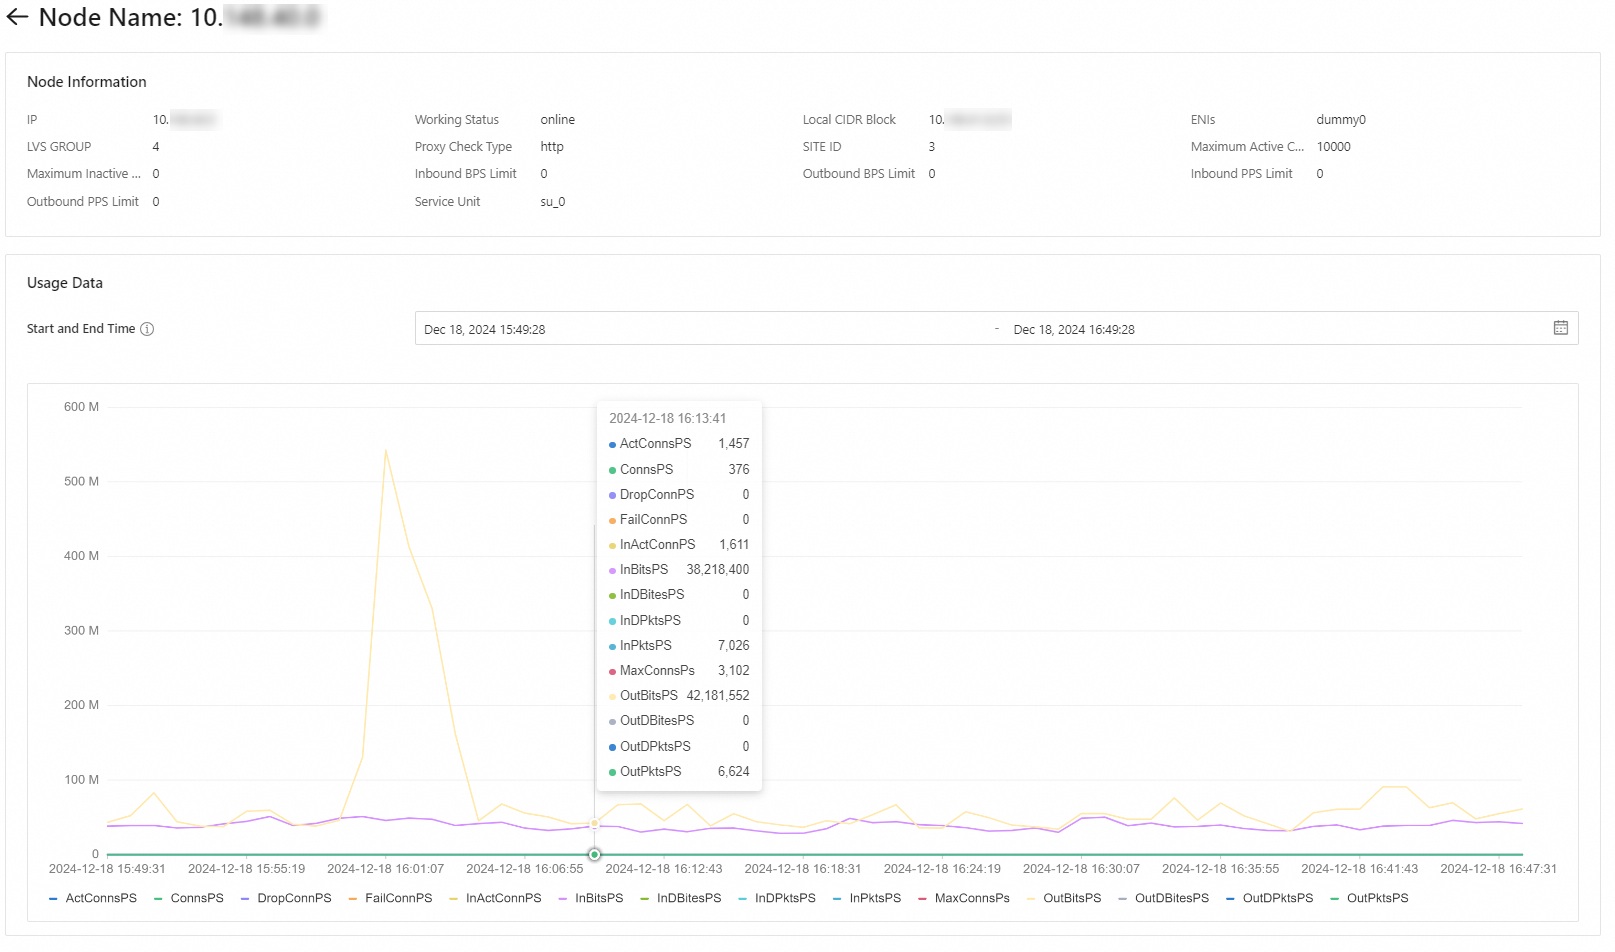 Node Name: 10.
Node Information
IP 10. Working Status online Local CIDR Block 10. ENIs dummy0
LVS GROUP 4 Proxy Check Type http SITE ID 3 Maximum Active C... 10000
Maximum Inactive ... 0 Inbound BPS Limit 0 Outbound BPS Limit 0 Inbound PPS Limit 0
Outbound PPS Limit 0 Service Unit su_0
Usage Data
Start and End Time Dec 18, 2024 15:49:28 - Dec 18, 2024 16:49:28
600 M
500 M
400 M
300 M
200 M
100 M
0
2024-12-18 16:13:41
ActConnsPS 1,457
ConnsPS 376
DropConnPS 0
FailConnPS 0
InActConnPS 1,611
InBitsPS 38,218,400
InDBitesPS 0
InDPktsPS 0
InPktsPS 7,026
MaxConnsPs 3,102
OutBitsPS 42,181,552
OutDBitesPS 0
OutDPktsPS 0
OutPktsPS 6,624
2024-12-18 15:49:31 2024-12-18 15:55:19 2024-12-18 16:01:07 2024-12-18 16:06:55 2024-12-18 16:12:43 2024-12-18 16:18:31 2024-12-18 16:24:19 2024-12-18 16:30:07 2024-12-18 16:35:55 2024-12-18 16:41:43 2024-12-18 16:47:31
ActConnsPS ConnsPS DropConnPS FailConnPS InActConnPS InBitsPS InDBitesPS InDPktsPS InPktsPS MaxConnsPs OutBitsPS OutDBitesPS OutDPktsPS OutPktsPS